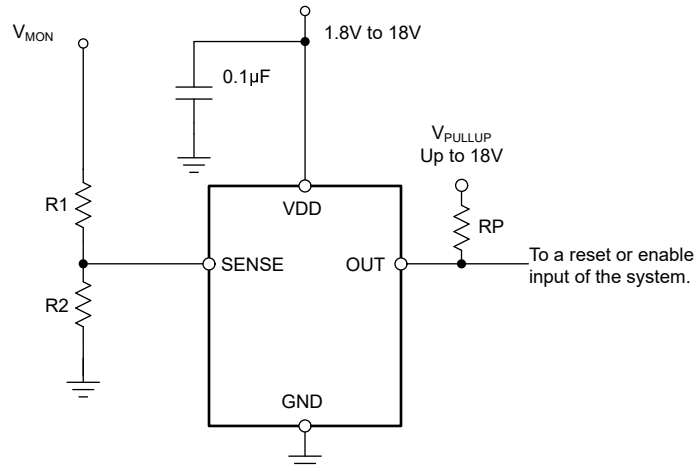 V_MON
1.8V to 18V
0.1µF
V_PULLUP
Up to 18V
R1
VDD
RP
SENSE
OUT
To a reset or enable
input of the system.
R2
GND